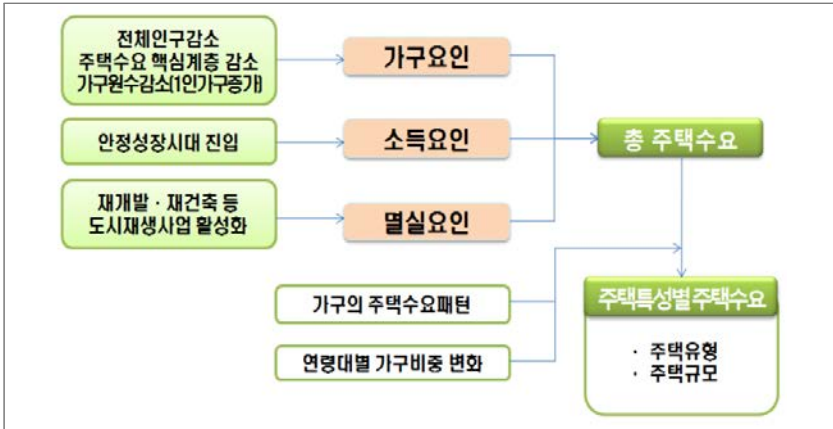 전체인구감소
주택수요 핵심계층 감소
가구원수감소(1인가구증가)
가구요인
안정성장시대 진입
소득요인
총 주택수요
재개발 · 재건축 등
도시재생사업 활성화
멸실요인
가구의 주택수요패턴
연령대별 가구비중 변화
주택특성별 주택수요
· 주택유형
· 주택규모